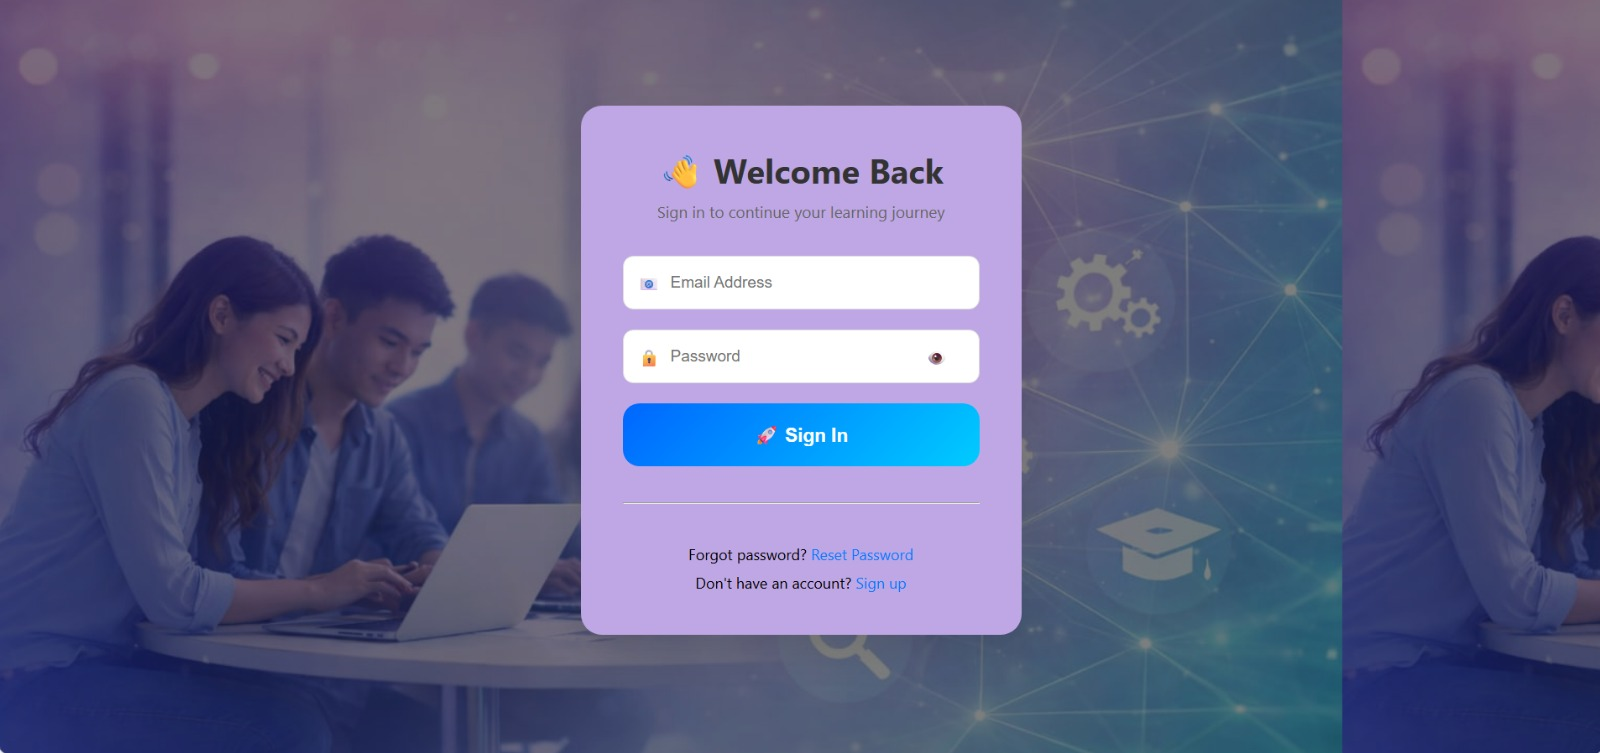 👋 Welcome Back
Sign in to continue your learning journey
📧 Email Address
🔒 Password 👁
🚀 Sign In
Forgot password? Reset Password
Don't have an account? Sign up